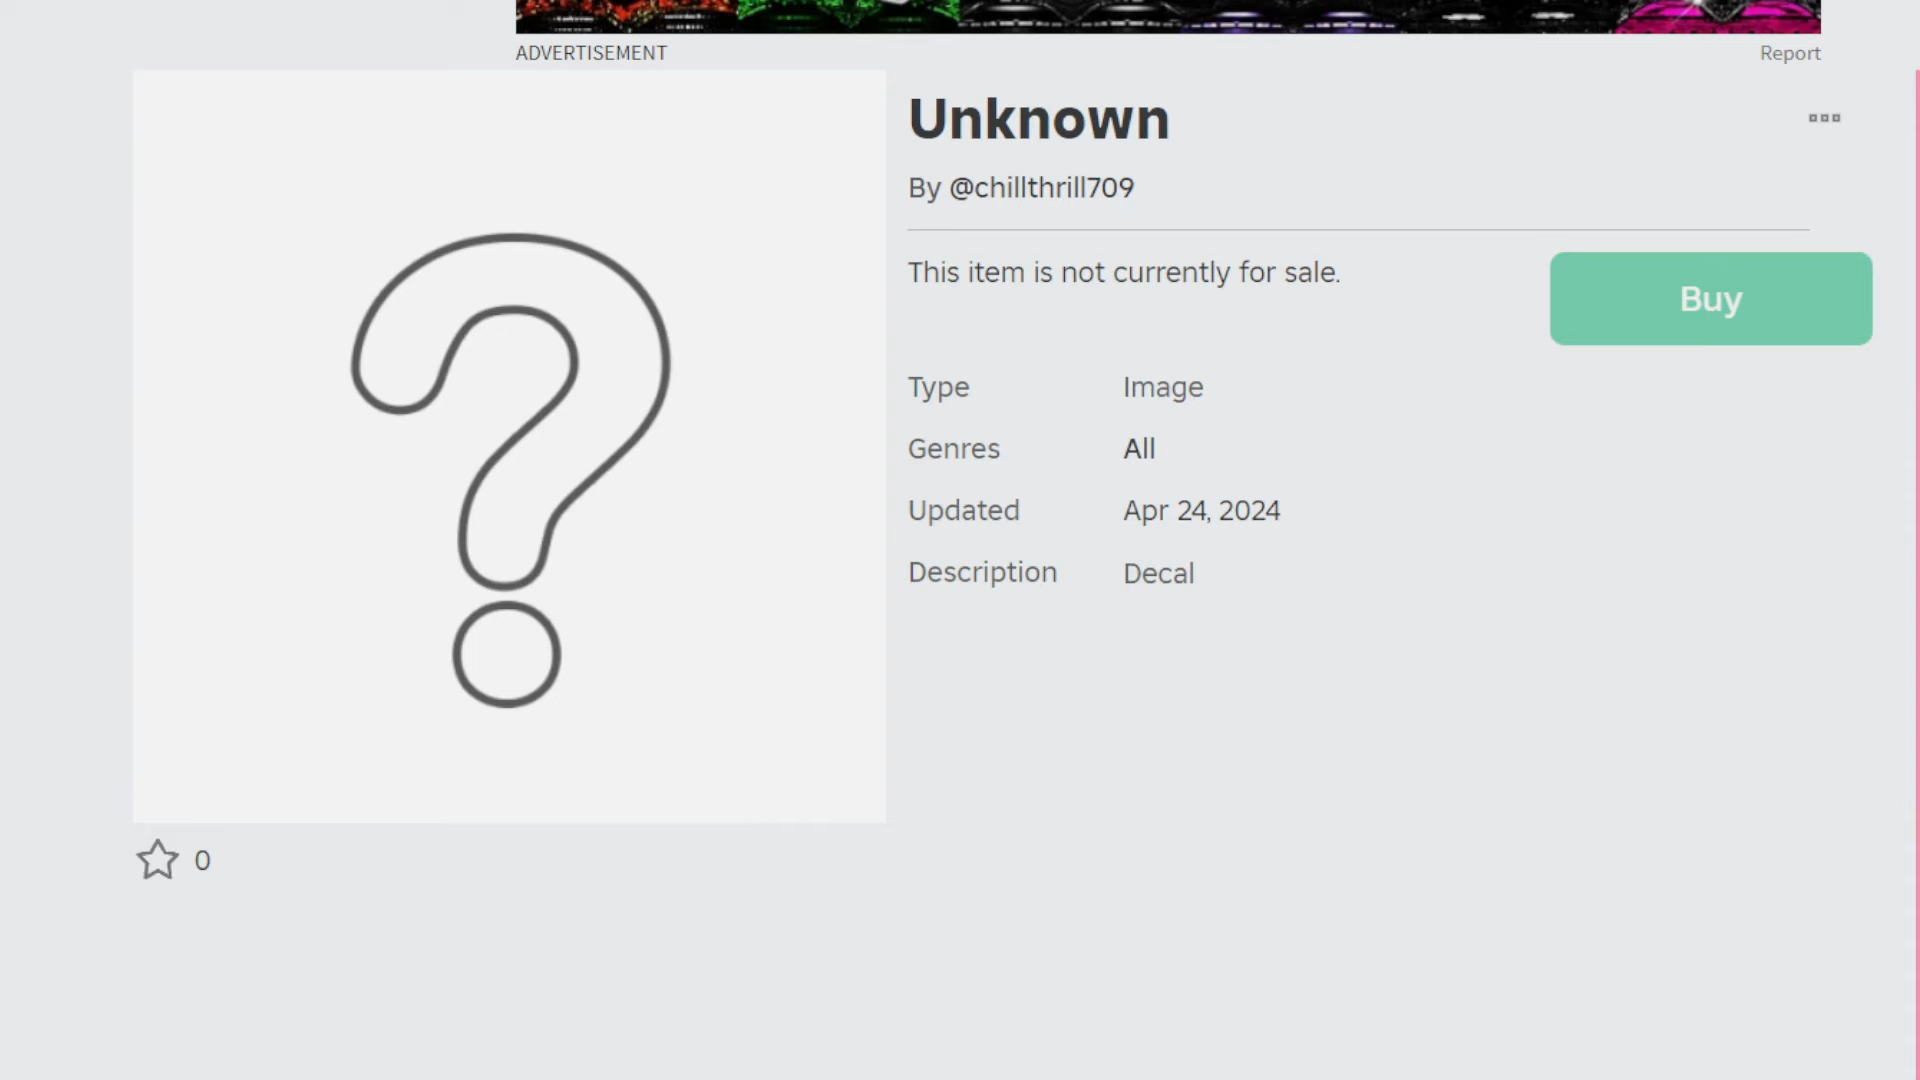 ADVERTISEMENT
Report
Unknown
By @chillthrill709
This item is not currently for sale.
Buy
Type Image
Genres All
Updated Apr 24, 2024
Description Decal
0